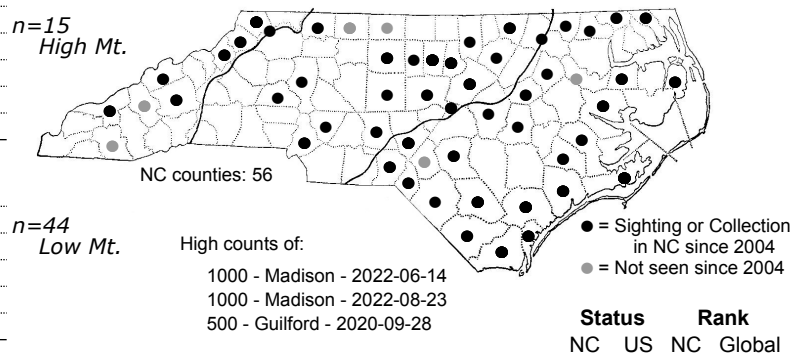 n=15
High Mt.
NC counties: 56
n=44
Low Mt.
High counts of:
1000 - Madison - 2022-06-14
1000 - Madison - 2022-08-23
500 - Guilford - 2020-09-28
= Sighting or Collection
in NC since 2004
= Not seen since 2004
Status Rank
NC US NC Global